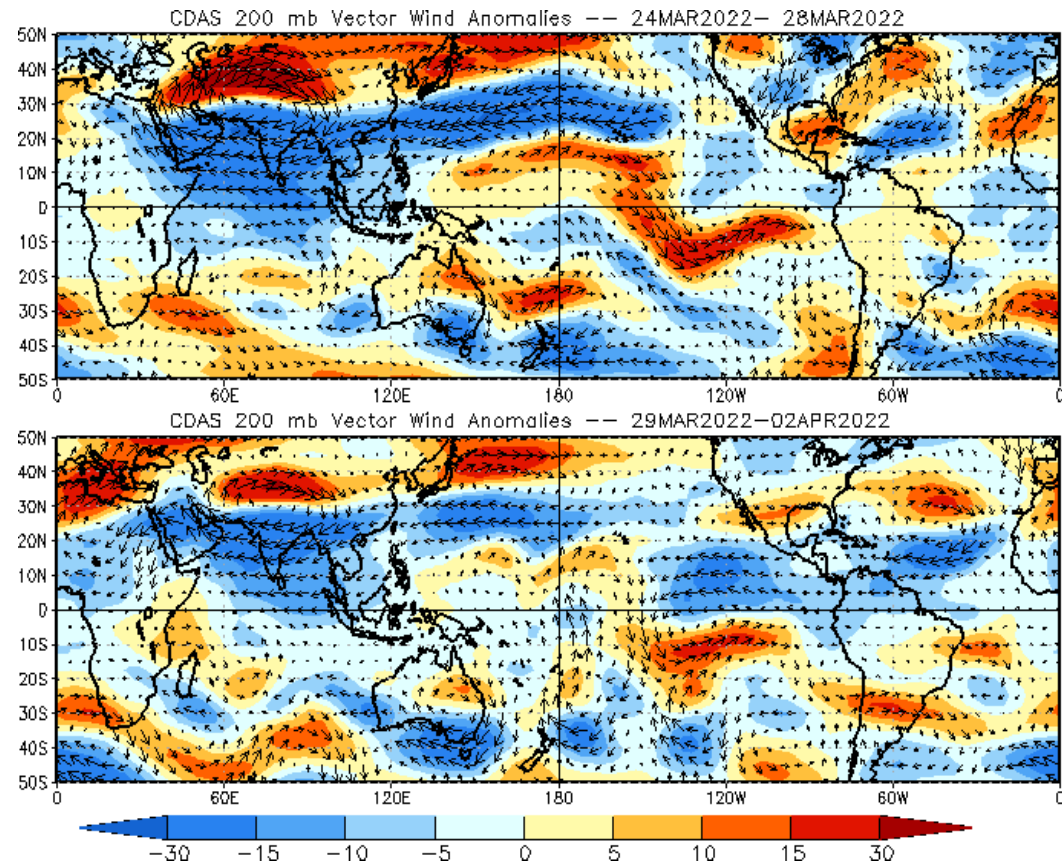 CDAS 200 mb Vector Wind Anomalies -- 24MAR2022- 28MAR2022
50N
40N
30N
20N
10N
0
10S
20S
30S
40S
50S
0 60E 120E 180 120W 60W 0
CDAS 200 mb Vector Wind Anomalies -- 29MAR2022-02APR2022
50N
40N
30N
20N
10N
0
10S
20S
30S
40S
50S
0 60E 120E 180 120W 60W 0
-30 -15 -10 -5 0 5 10 15 30